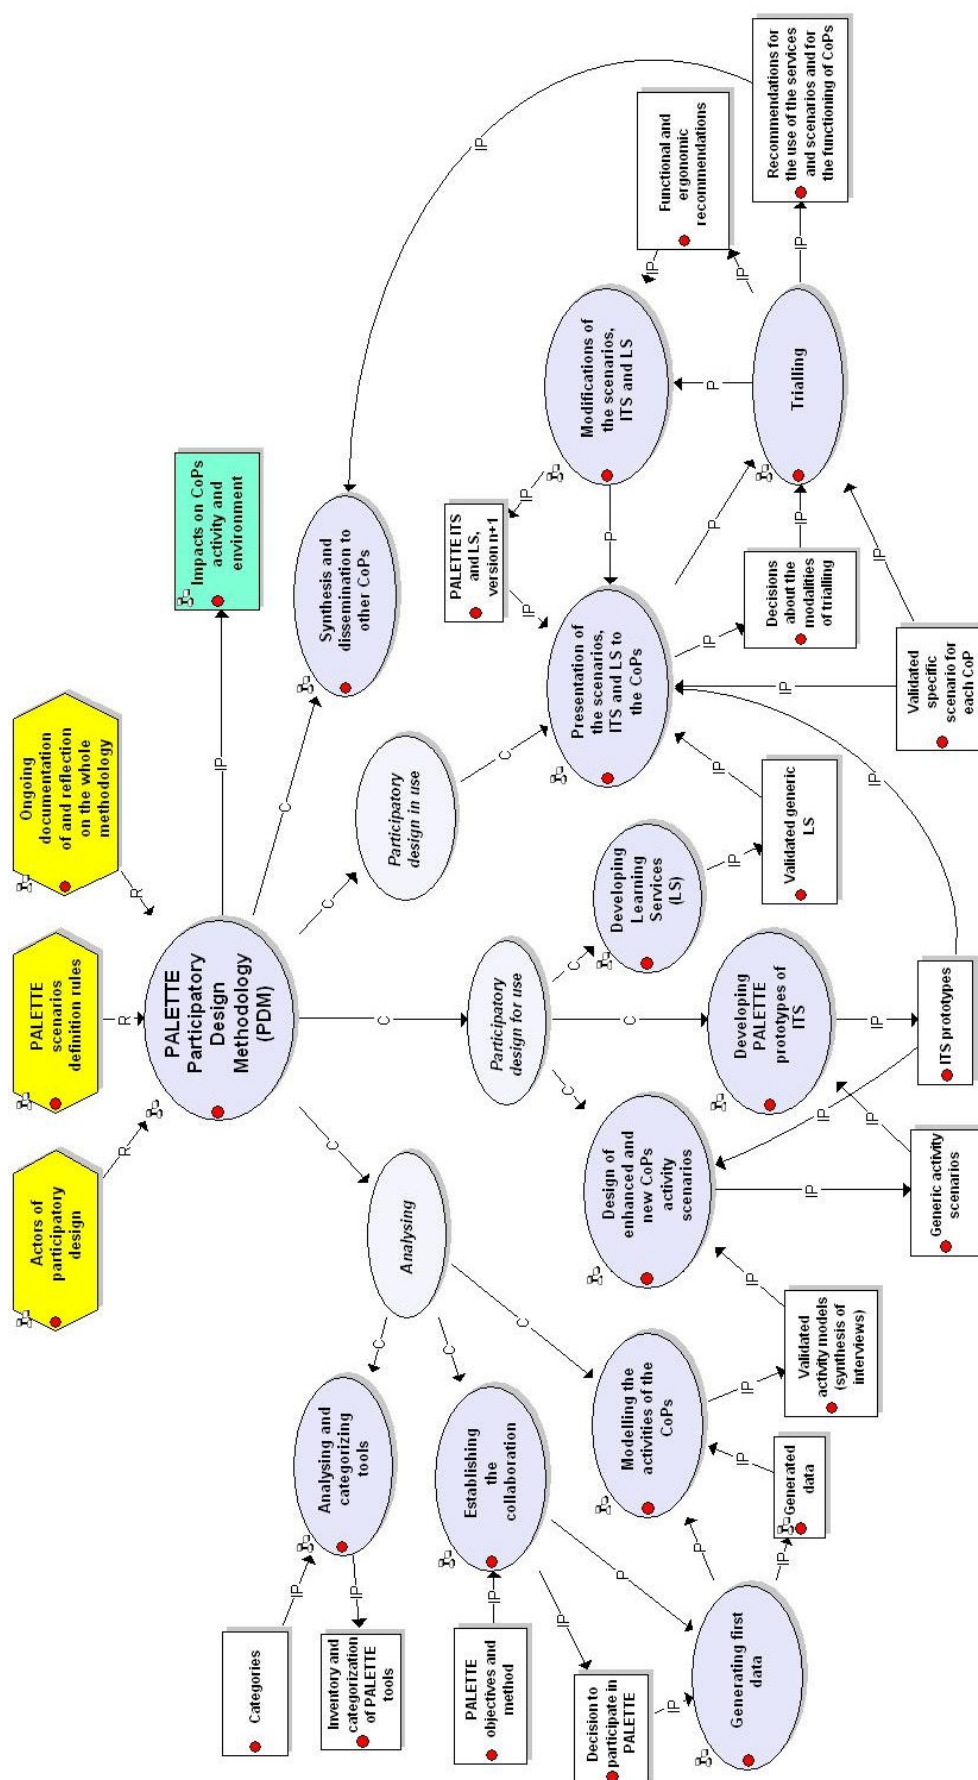 Actors of
participatory
design
PALETTE
scenarios
definition rules
Ongoing
documentation
of and reflection
on the whole
methodology
R
R
R
PALETTE
Participatory
Design
Methodology
(PDM)
IP
Impacts on CoPs
activity and
environment
C
C
C
C
Analysing
Participatory
design for use
Participatory
design in use
Synthesis and
dissemination to
other CoPs
IP
C
C
C
Analysing and
categorizing
tools
Categories
IP
IP
Inventory and
categorization
of PALETTE
tools
Establishing
the
collaboration
PALETTE
objectives and
method
IP
IP
P
Decision to
participate in
PALETTE
IP
Generating first
data
P
IP
Generated
data
IP
Modelling the
activities of the
CoPs
IP
Validated
activity models
(synthesis of
interviews)
IP
C
C
C
Design of
enhanced and
new CoPs
activity
scenarios
IP
Generic activity
scenarios
IP
Developing
PALETTE
prototypes of
ITS
IP
ITS prototypes
IP
IP
Developing
Learning
Services
(LS)
IP
Validated generic
LS
IP
C
Presentation of
the scenarios,
ITS and LS to
the CoPs
IP
Decisions about the
modalities
of trialling
IP
P
Validated
specific
scenario for
each CoP
IP
IP
PALETTE ITS
and LS,
version n+1
IP
IP
P
Modifications of
the scenarios,
ITS and LS
P
Trialling
IP
Functional and
ergonomic
recommendations
IP
IP
Recommendations for
the use of the services
and scenarios and for
the functioning of CoPs